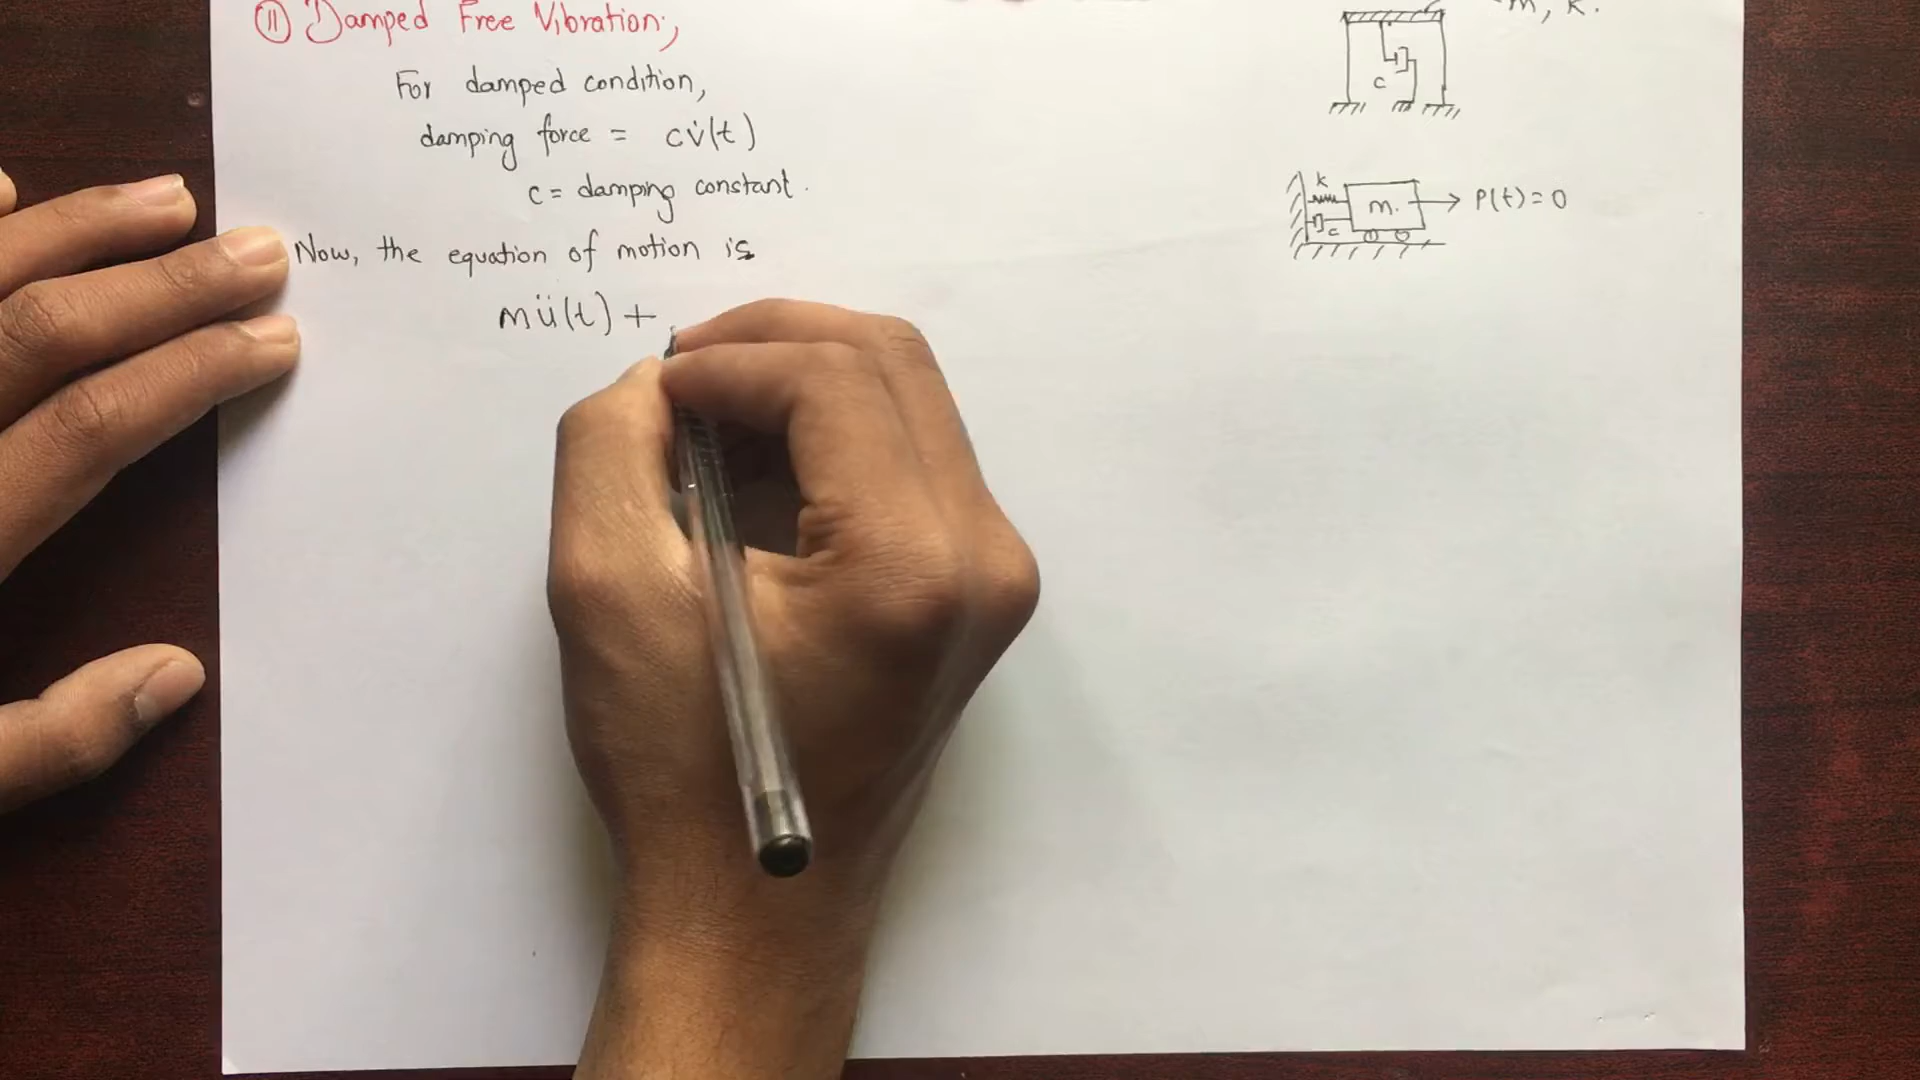 (II) Damped Free Vibration;
m, k.
For damped condition,
damping force = cv̇(t)
c = damping constant.
Now, the equation of motion is
mü(t) +
c
k
c
m.
P(t) = 0